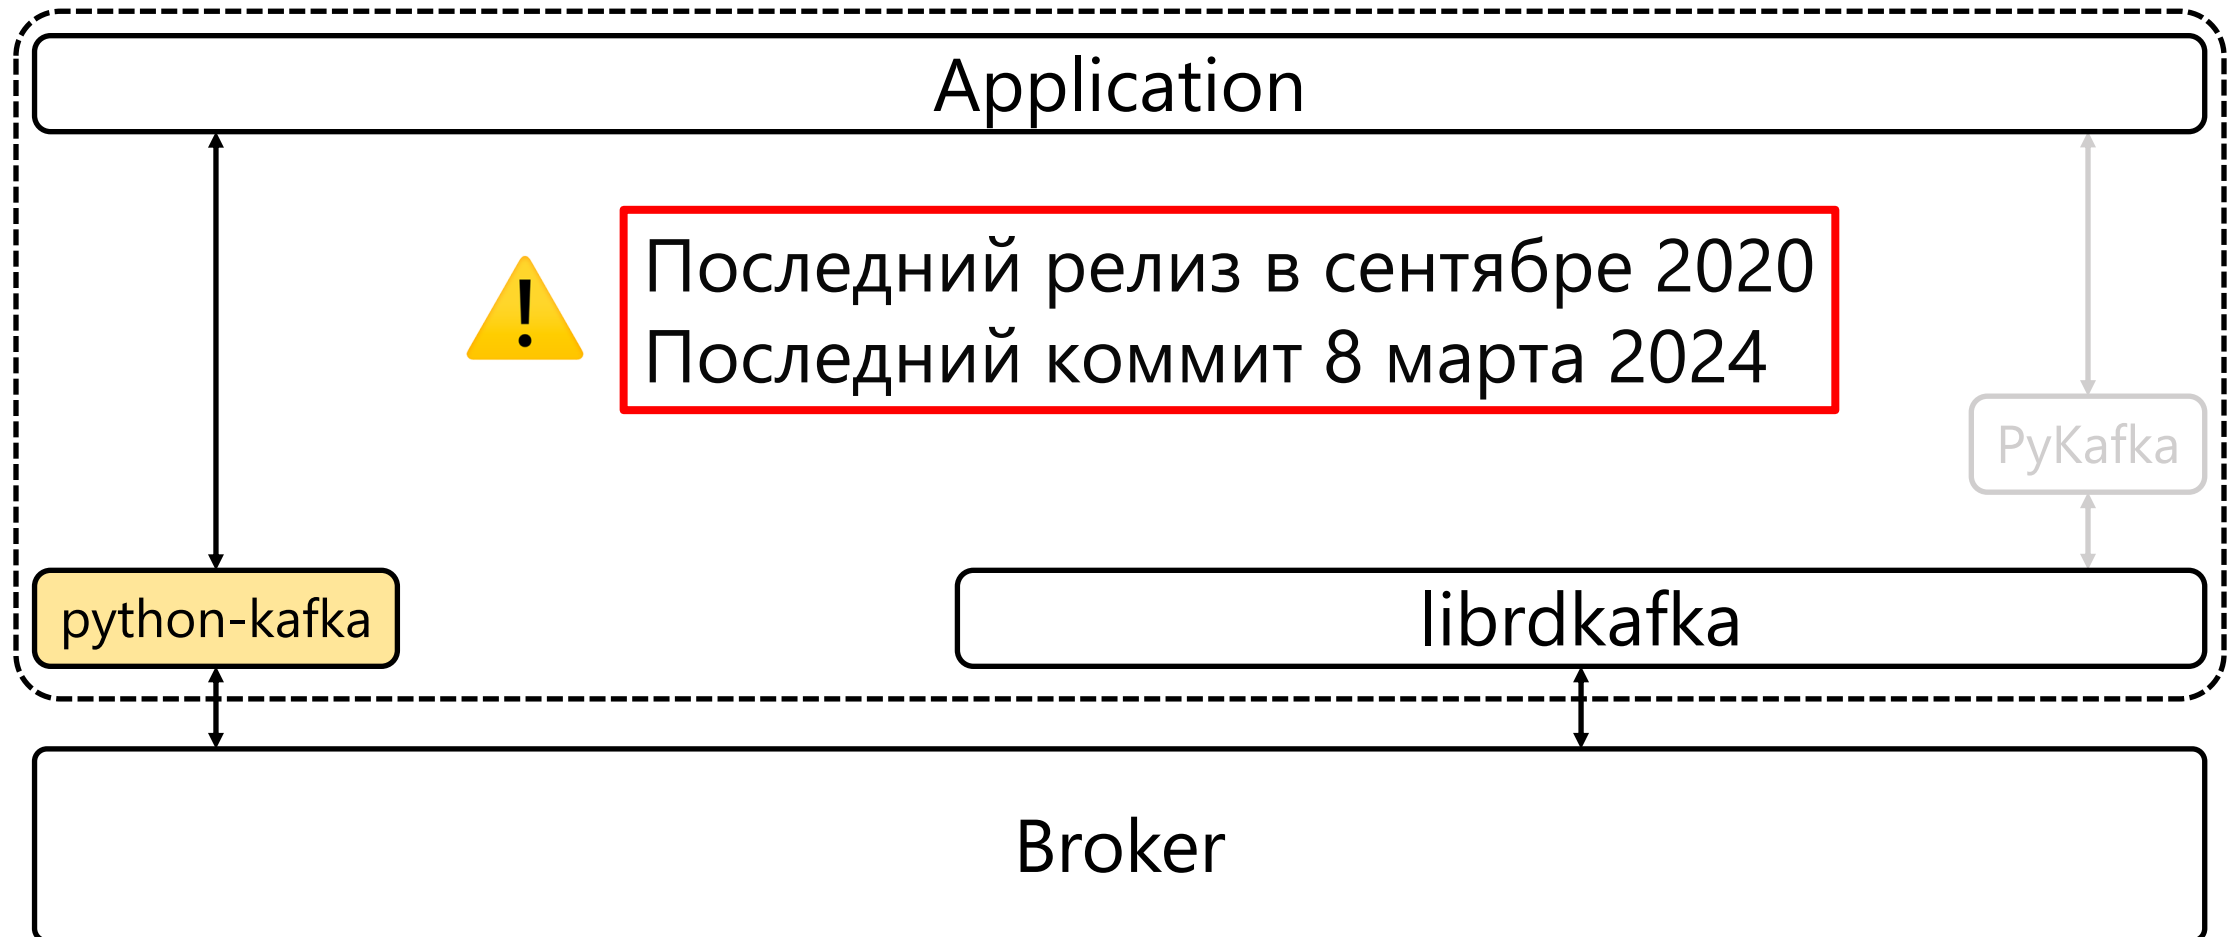 Application
Последний релиз в сентябре 2020
Последний коммит 8 марта 2024
PyKafka
python-kafka
librdkafka
Broker